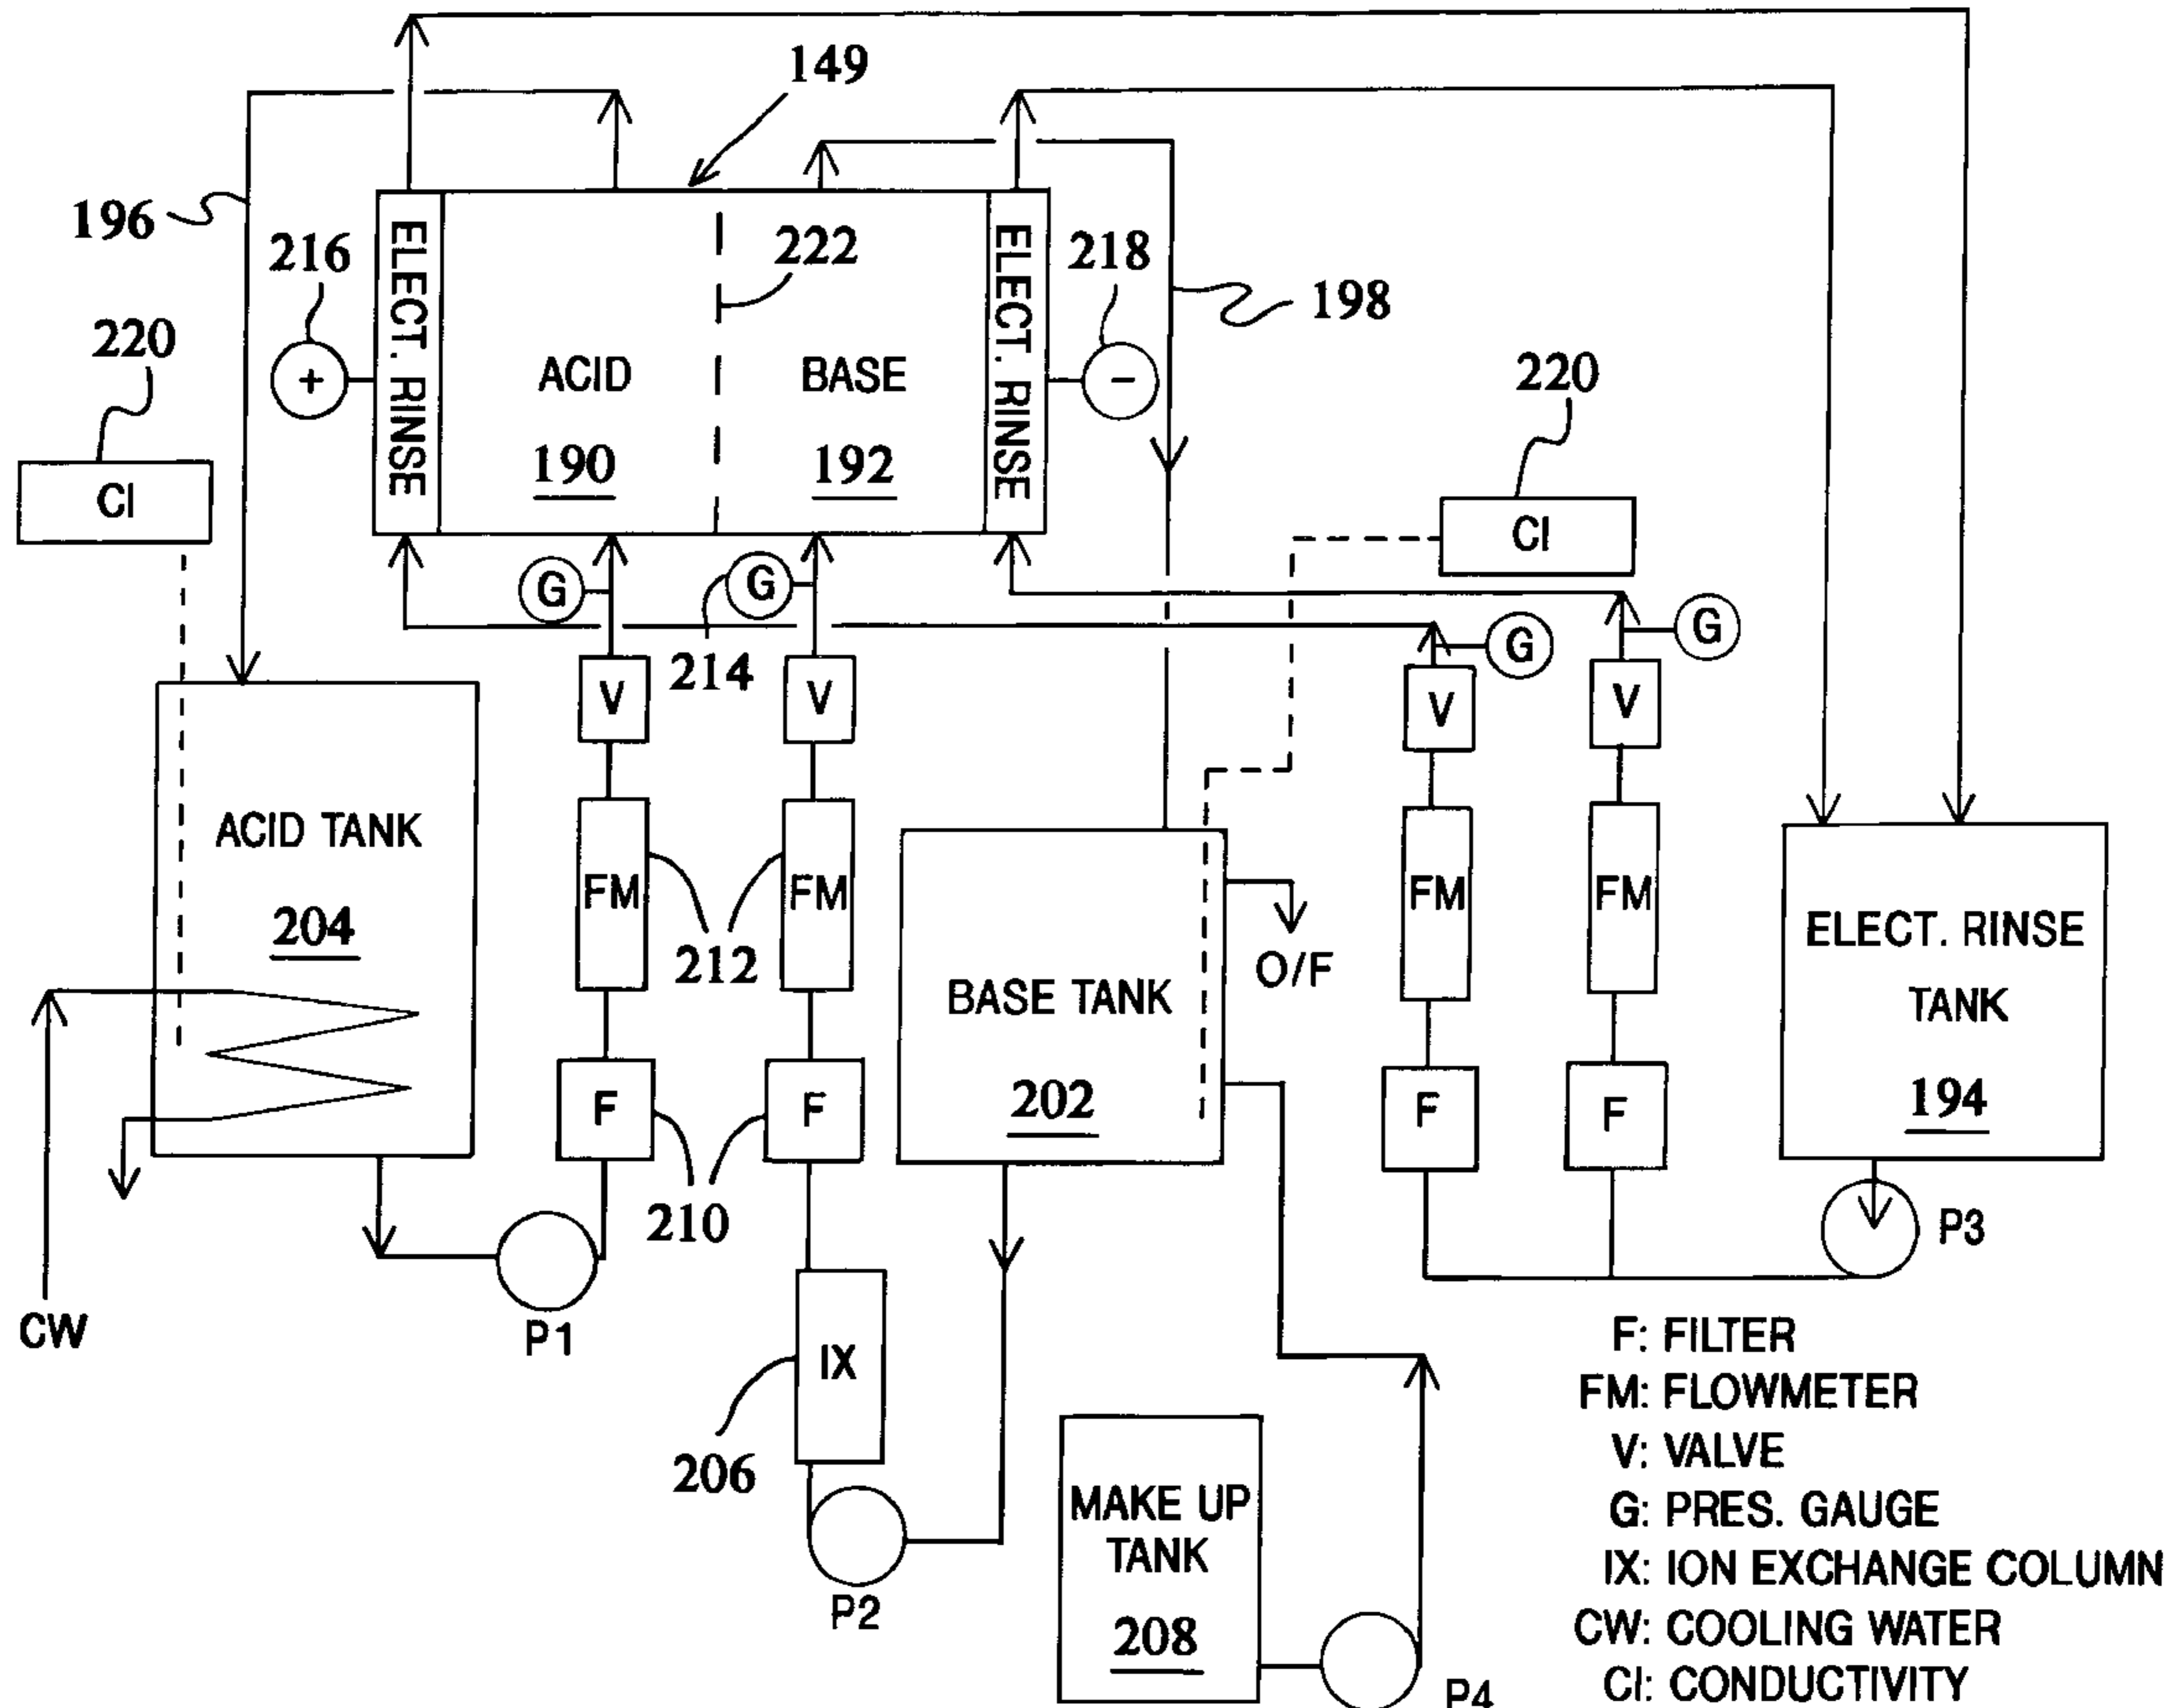 149
196
216
222
218
198
220
220
ELECT. RINSE
ELECT. RINSE
+
ACID
BASE
-
190
192
CI
CI
G
G
G
G
214
V
V
V
V
ACID TANK
204
FM
FM
FM
FM
212
BASE TANK
202
O/F
ELECT. RINSE
TANK
194
F
F
F
F
210
CW
P1
P3
IX
206
P2
MAKE UP
TANK
208
P4
F: FILTER
FM: FLOWMETER
V: VALVE
G: PRES. GAUGE
IX: ION EXCHANGE COLUMN
CW: COOLING WATER
CI: CONDUCTIVITY